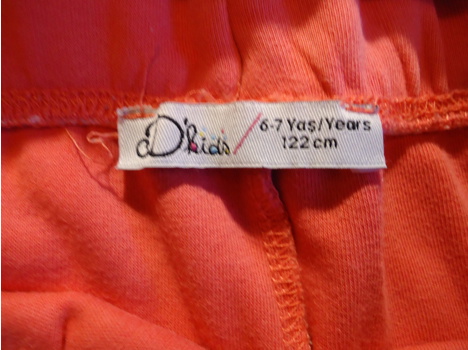 D'kids 6-7 Yaş/Years
122 cm